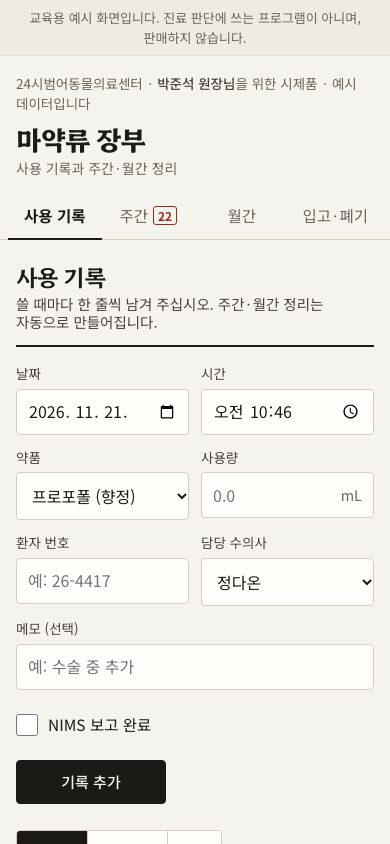 교육용 예시 화면입니다. 진료 판단에 쓰는 프로그램이 아니며,
판매하지 않습니다.
24시범어동물의료센터 · 박준석 원장님을 위한 시제품 · 예시
데이터입니다
마약류 장부
사용 기록과 주간·월간 정리
사용 기록 주간 22 월간 입고·폐기
사용 기록
쓸 때마다 한 줄씩 남겨 주십시오. 주간·월간 정리는
자동으로 만들어집니다.
날짜 시간
2026. 11. 21. 오전 10:46
약품 사용량
프로포폴 (향정) 0.0 mL
환자 번호 담당 수의사
예: 26-4417 정다온
메모 (선택)
예: 수술 중 추가
NIMS 보고 완료
기록 추가